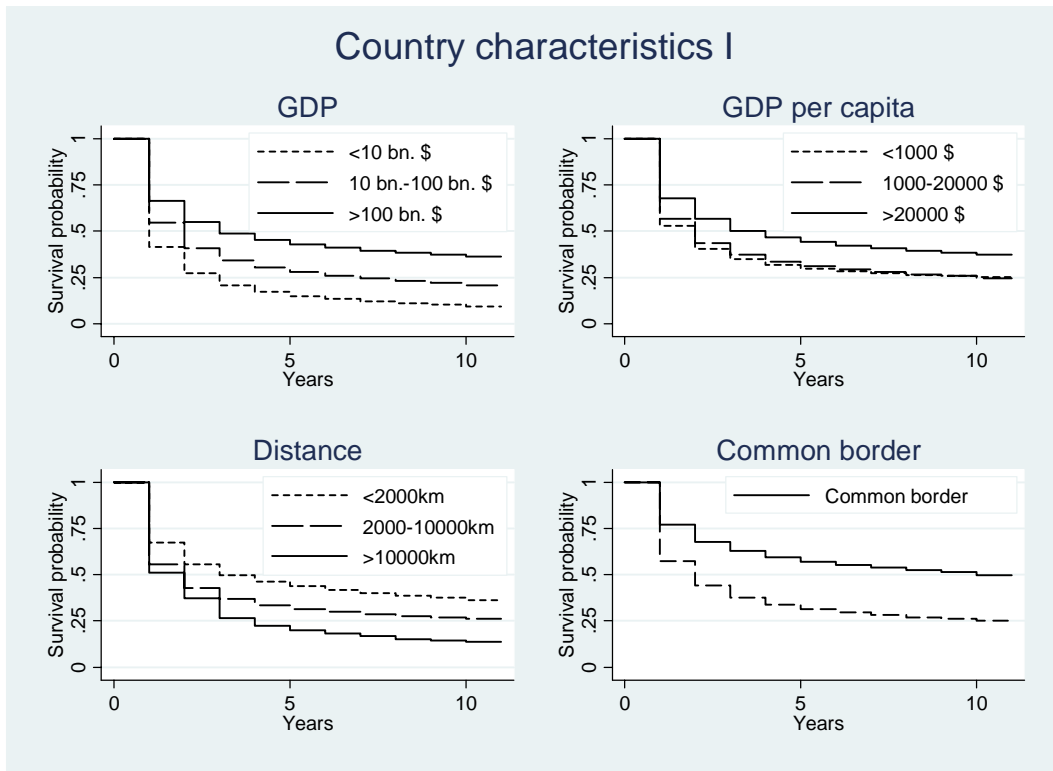 Country characteristics I
GDP
Survival probability
1
.75
.5
.25
0
<10 bn. $
10 bn.-100 bn. $
>100 bn. $
0 5 10
Years
GDP per capita
Survival probability
1
.75
.5
.25
0
<1000 $
1000-20000 $
>20000 $
0 5 10
Years
Distance
Survival probability
1
.75
.5
.25
0
<2000km
2000-10000km
>10000km
0 5 10
Years
Common border
Survival probability
1
.75
.5
.25
0
Common border
0 5 10
Years